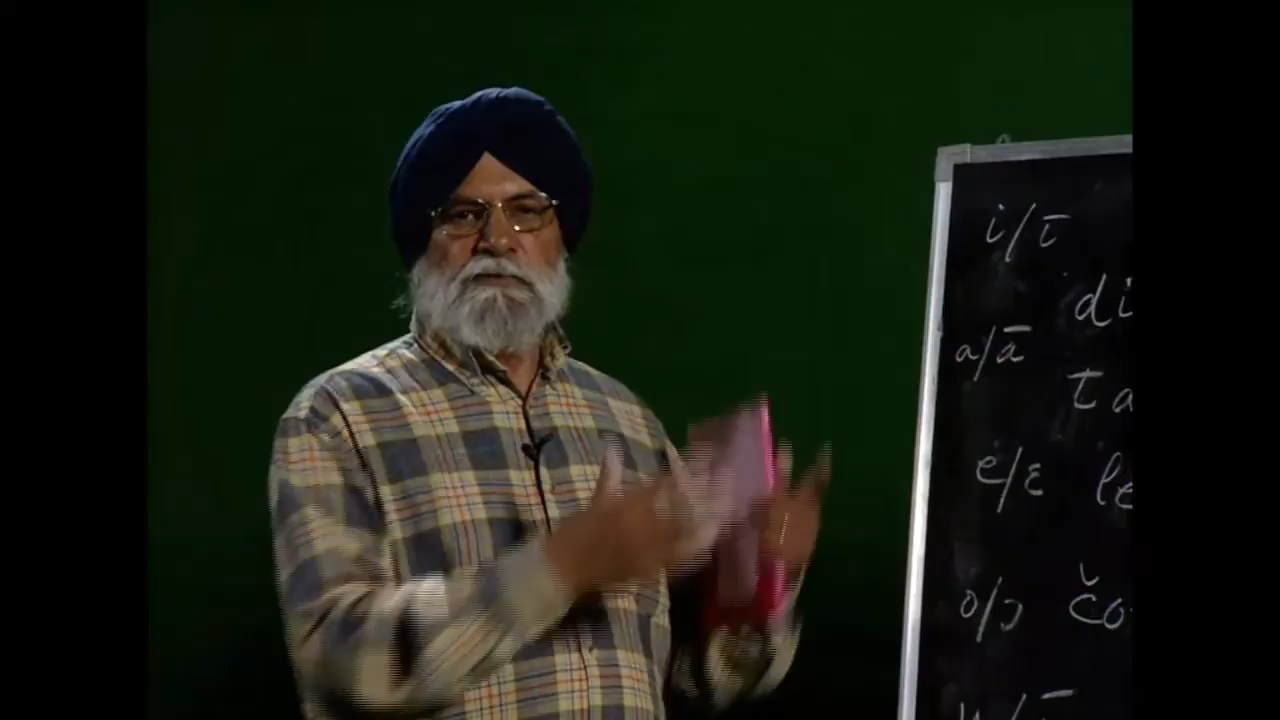 i/ī
di
a/ā
ta
e/ɛ le
o/ɔ čo